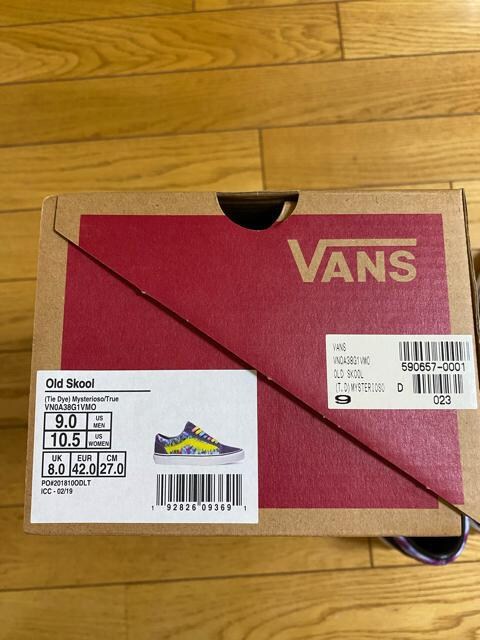 VANS
VANS
VN0A38G1VMO
OLD SKOOL
(T.D)MYSTERIOSO
9
590657-0001
D
023
Old Skool
(Tie Dye) Mysterioso/True
VN0A38G1VMO
9.0 US MEN
10.5 US WOMEN
UK EUR CM
8.0 42.0 27.0
PO#201810ODLT
ICC - 02/19
1 92826 09369 1